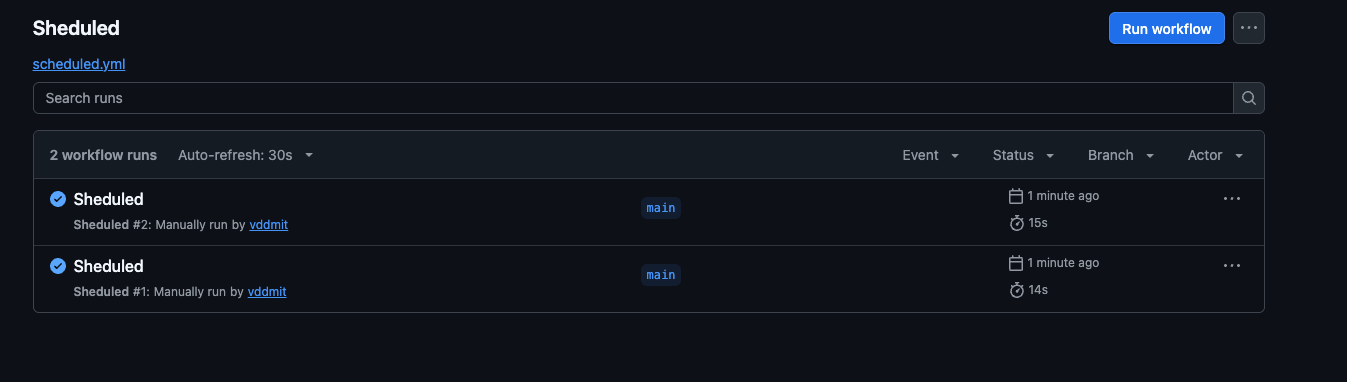 Sheduled
Run workflow
scheduled.yml
Search runs
2 workflow runs Auto-refresh: 30s Event Status Branch Actor
Sheduled
main
1 minute ago
Sheduled #2: Manually run by vddmit
15s
Sheduled
main
1 minute ago
Sheduled #1: Manually run by vddmit
14s